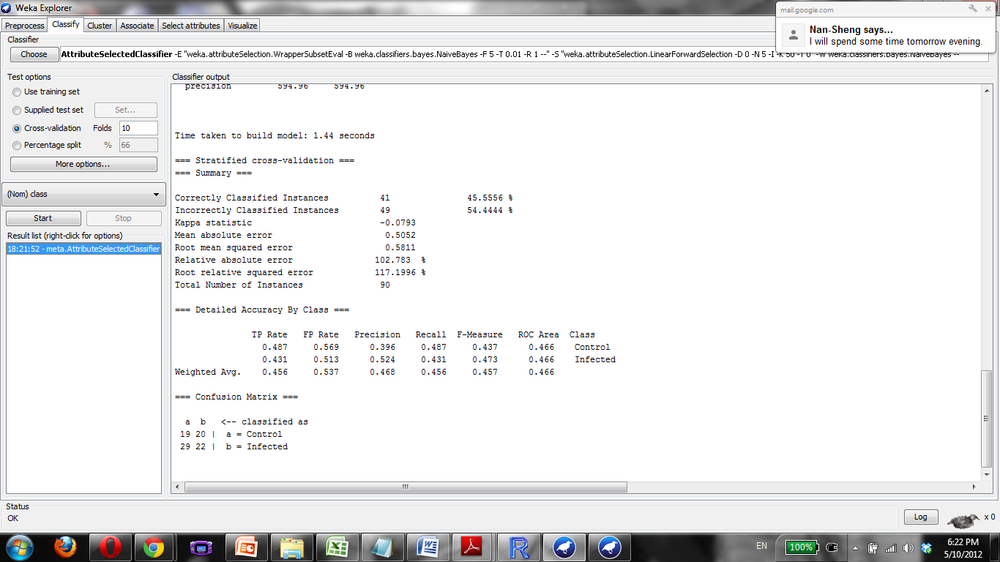 Weka Explorer
mail.google.com
Nan-Sheng says...
I will spend some time tomorrow evening.
Preprocess Classify Cluster Associate Select attributes Visualize
Classifier
Choose AttributeSelectedClassifier -E "weka.attributeSelection.WrapperSubsetEval -B weka.classifiers.bayes.NaiveBayes -F 5 -T 0.01 -R 1 --" -S "weka.attributeSelection.LinearForwardSelection -D 0 -N 5 -I -K 50 -T 0" -W weka.classifiers.bayes.NaiveBayes --
Test options
Use training set
Supplied test set Set...
Cross-validation Folds 10
Percentage split % 66
More options...
(Nom) class
Start Stop
Result list (right-click for options)
18:21:52 - meta.AttributeSelectedClassifier
Classifier output
precision 594.96 594.96
Time taken to build model: 1.44 seconds
=== Stratified cross-validation ===
=== Summary ===
Correctly Classified Instances 41 45.5556 %
Incorrectly Classified Instances 49 54.4444 %
Kappa statistic -0.0793
Mean absolute error 0.5052
Root mean squared error 0.5811
Relative absolute error 102.783 %
Root relative squared error 117.1996 %
Total Number of Instances 90
=== Detailed Accuracy By Class ===
TP Rate FP Rate Precision Recall F-Measure ROC Area Class
0.487 0.569 0.396 0.487 0.437 0.466 Control
0.431 0.513 0.524 0.431 0.473 0.466 Infected
Weighted Avg. 0.456 0.537 0.468 0.456 0.457 0.466
=== Confusion Matrix ===
a b <-- classified as
19 20 | a = Control
29 22 | b = Infected
Status
OK
Log x 0
EN 100% 6:22 PM
5/10/2012